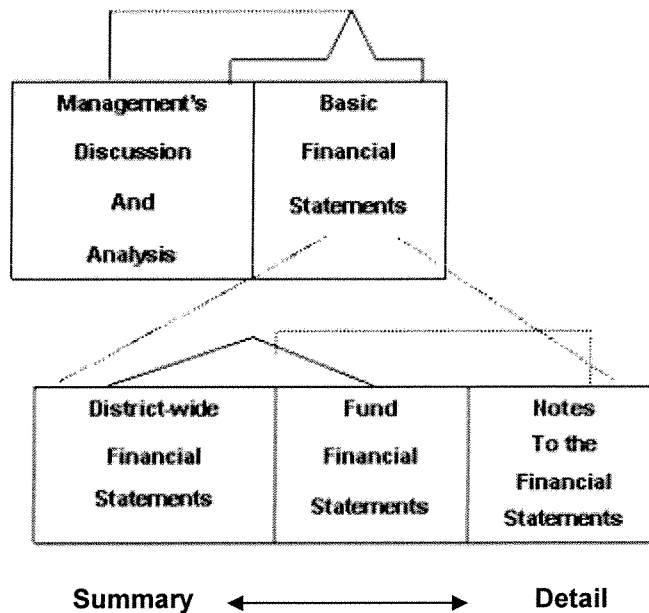 Management's
Discussion
And
Analysis
Basic
Financial
Statements
District-wide
Financial
Statements
Fund
Financial
Statements
Notes
To the
Financial
Statements
Summary
Detail